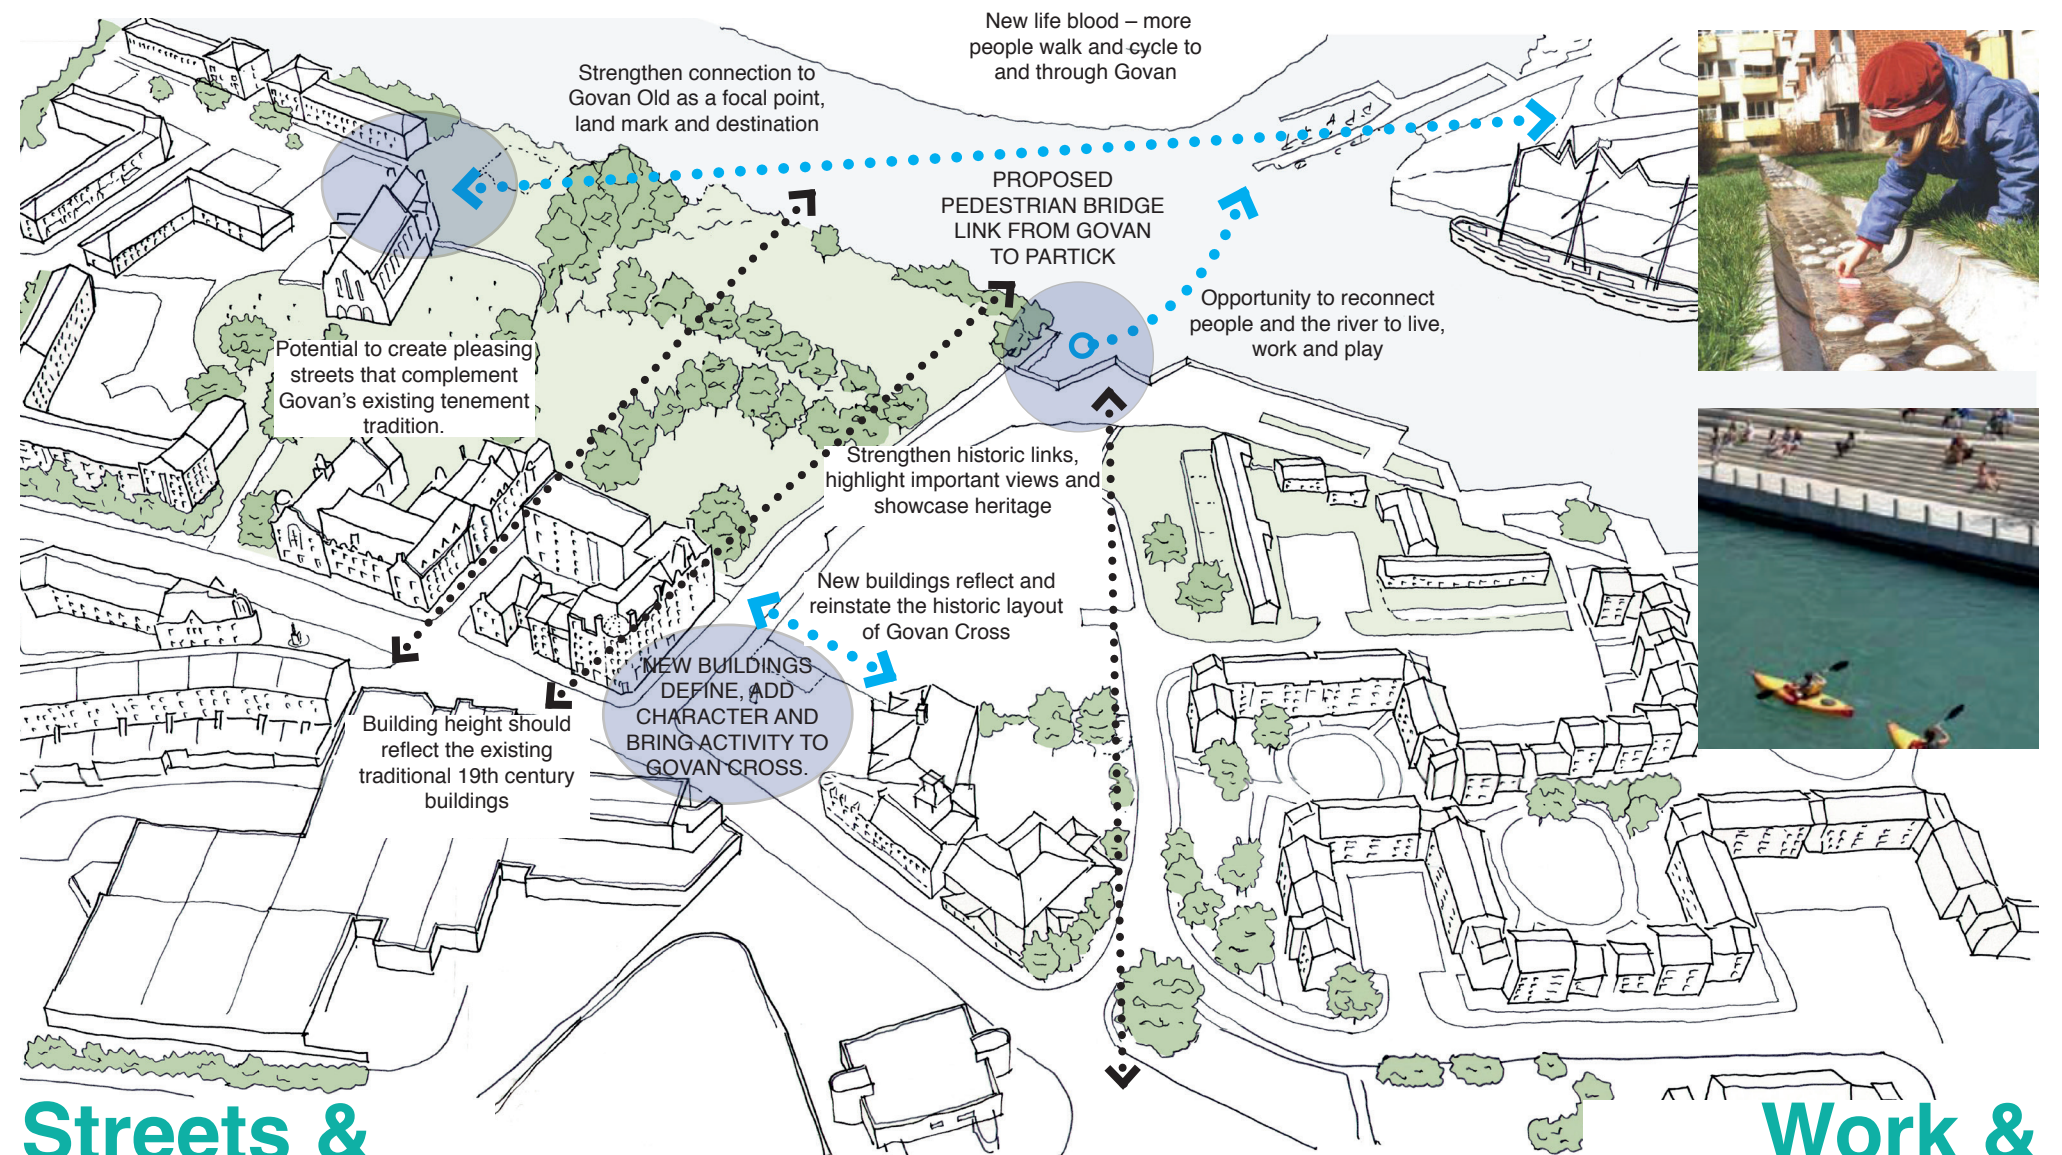 New life blood – more
people walk and cycle to
and through Govan
Strengthen connection to
Govan Old as a focal point,
land mark and destination
PROPOSED
PEDESTRIAN BRIDGE
LINK FROM GOVAN
TO PARTICK
Opportunity to reconnect
people and the river to live,
work and play
Potential to create pleasing
streets that complement
Govan's existing tenement
tradition.
Strengthen historic links,
highlight important views and
showcase heritage
New buildings reflect and
reinstate the historic layout
of Govan Cross
NEW BUILDINGS
DEFINE, ADD
CHARACTER AND
BRING ACTIVITY TO
GOVAN CROSS.
Building height should
reflect the existing
traditional 19th century
buildings
Streets &
Work &